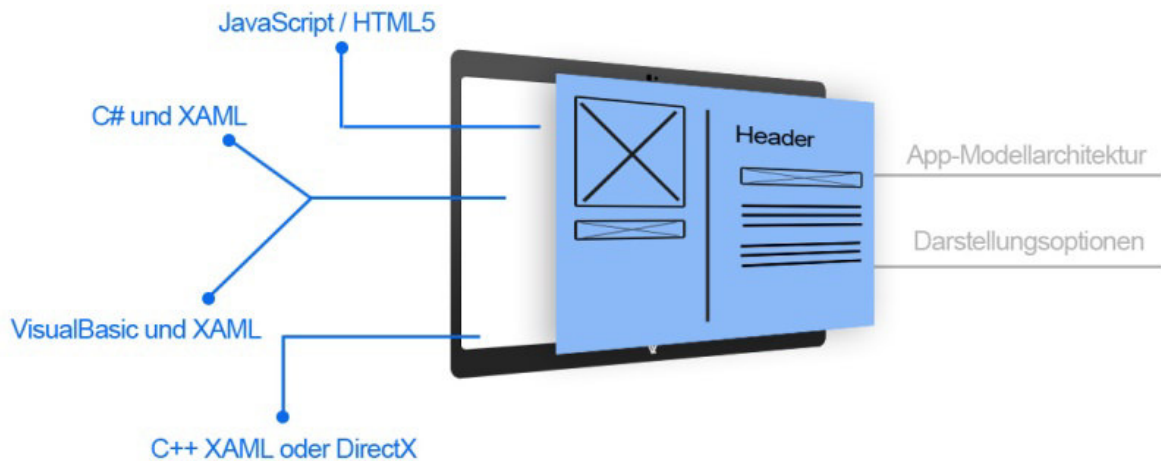 JavaScript / HTML5
C# und XAML
VisualBasic und XAML
C++ XAML oder DirectX
Header
App-Modellarchitektur
Darstellungsoptionen